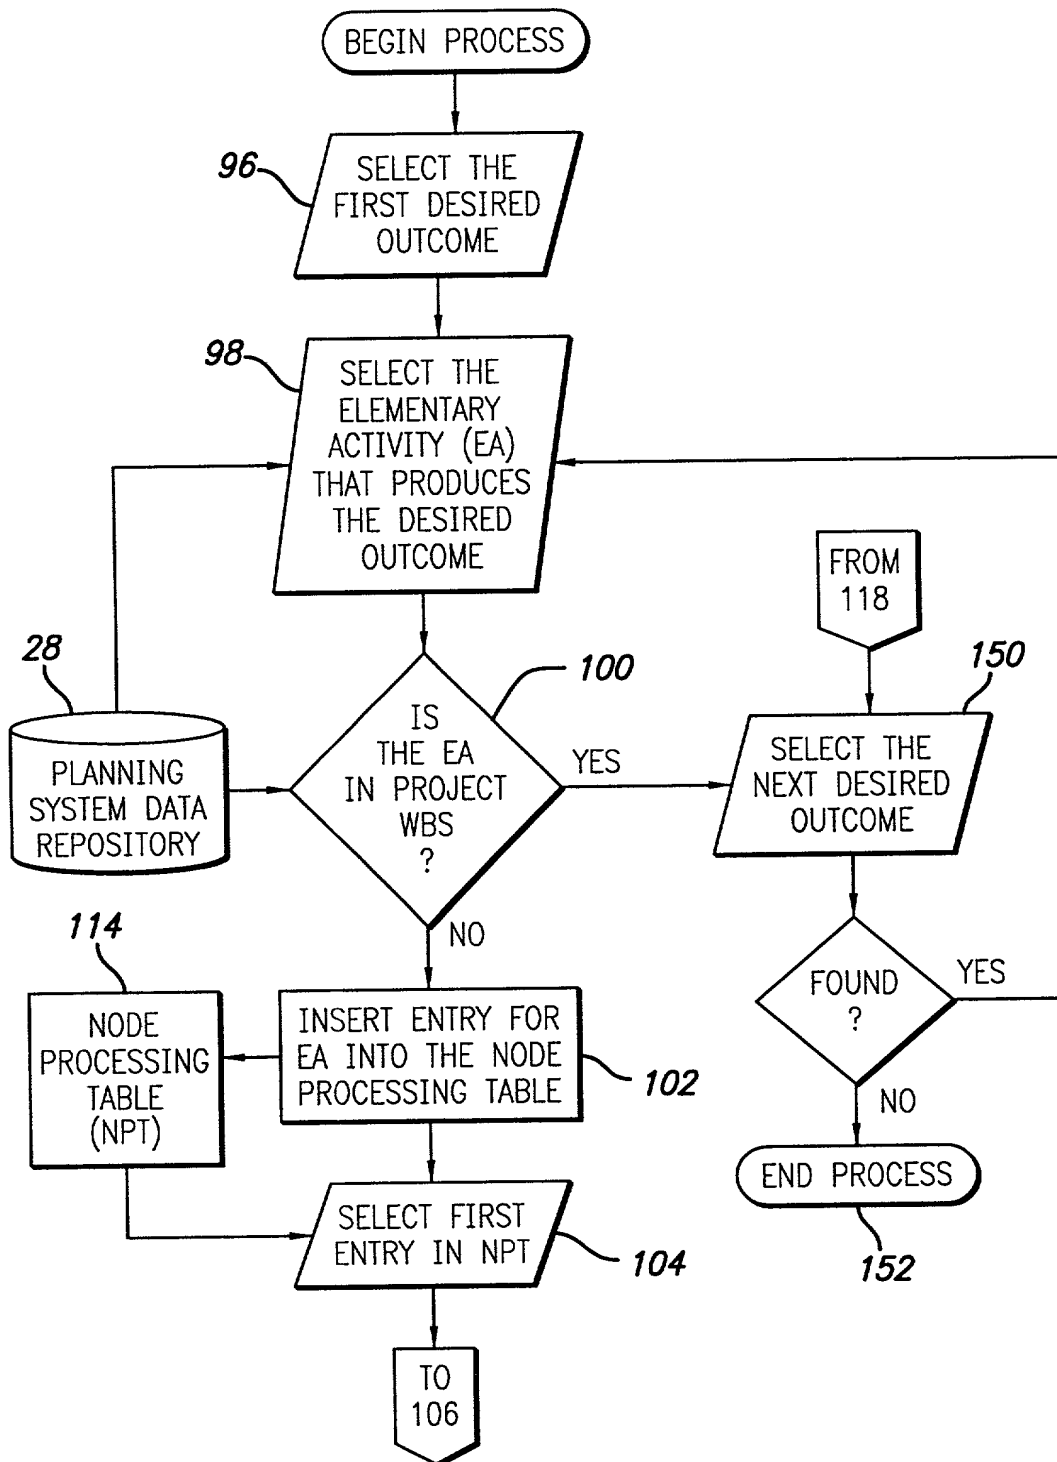 BEGIN PROCESS
96
SELECT THE
FIRST DESIRED
OUTCOME
98
SELECT THE
ELEMENTARY
ACTIVITY (EA)
THAT PRODUCES
THE DESIRED
OUTCOME
FROM
118
28
PLANNING
SYSTEM DATA
REPOSITORY
100
IS
THE EA
IN PROJECT
WBS
?
YES
NO
150
SELECT THE
NEXT DESIRED
OUTCOME
FOUND
?
YES
NO
END PROCESS
152
114
NODE
PROCESSING
TABLE
(NPT)
INSERT ENTRY FOR
EA INTO THE NODE
PROCESSING TABLE
102
SELECT FIRST
ENTRY IN NPT
104
TO
106